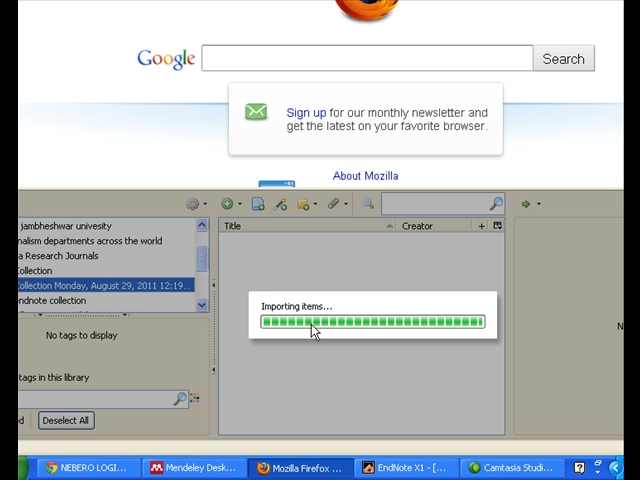 Google
Search
Sign up for our monthly newsletter and
get the latest on your favorite browser.
About Mozilla
Title
Creator
jambheshwar univesity
nalism departments across the world
a Research Journals
Collection
Collection Monday, August 29, 2011 12:19...
endnote collection
Importing items...
No tags to display
N
tags in this library
ed
Deselect All
NEBERO LOGI...
Mendeley Desk...
Mozilla Firefox ...
EndNote X1 - [...
Camtasia Studi...